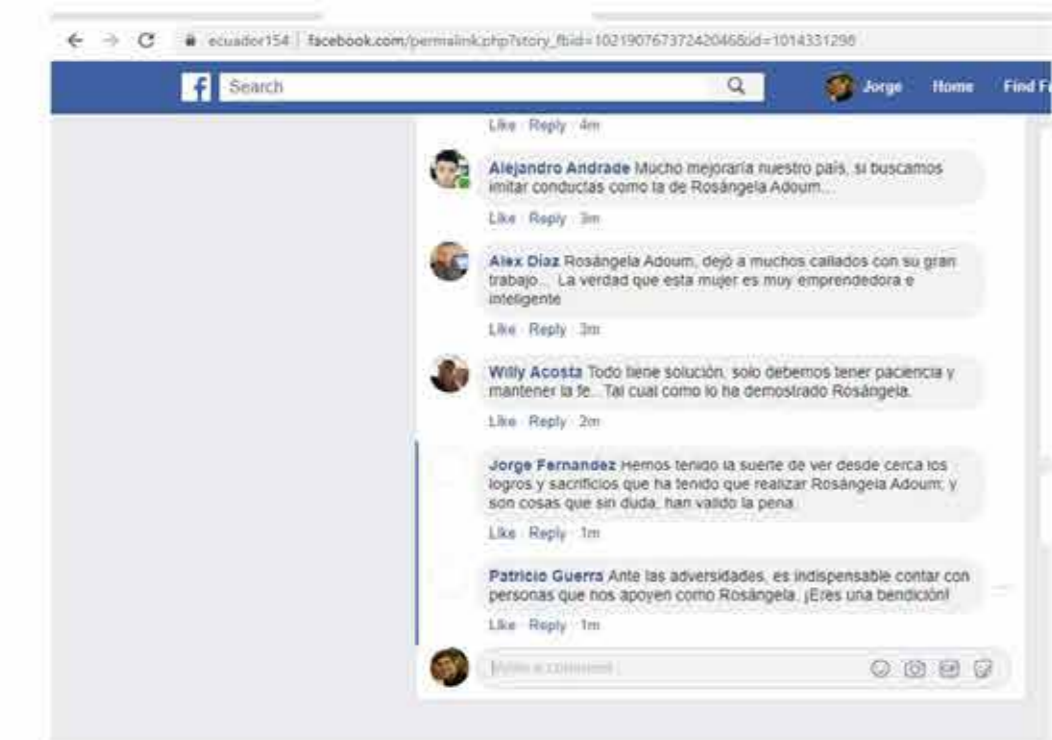 ecuador154 | facebook.com/permalink.php?story_fbid=10219076737242046&id=1014331298
f Search Jorge Home Find F
Like · Reply · 4m
Alejandro Andrade Mucho mejoraría nuestro país, si buscamos
imitar conductas como la de Rosángela Adoum...
Like · Reply · 3m
Alex Díaz Rosángela Adoum, dejó a muchos callados con su gran
trabajo... La verdad que esta mujer es muy emprendedora e
inteligente
Like · Reply · 3m
Willy Acosta Todo tiene solución, solo debemos tener paciencia y
mantener la fe... Tal cual como lo ha demostrado Rosángela.
Like · Reply · 2m
Jorge Fernandez Hemos tenido la suerte de ver desde cerca los
logros y sacrificios que ha tenido que realizar Rosángela Adoum, y
son cosas que sin duda, han valido la pena.
Like · Reply · 1m
Patricio Guerra Ante las adversidades, es indispensable contar con
personas que nos apoyen como Rosángela. ¡Eres una bendición!
Like · Reply · 1m
Write a comment...
GIF